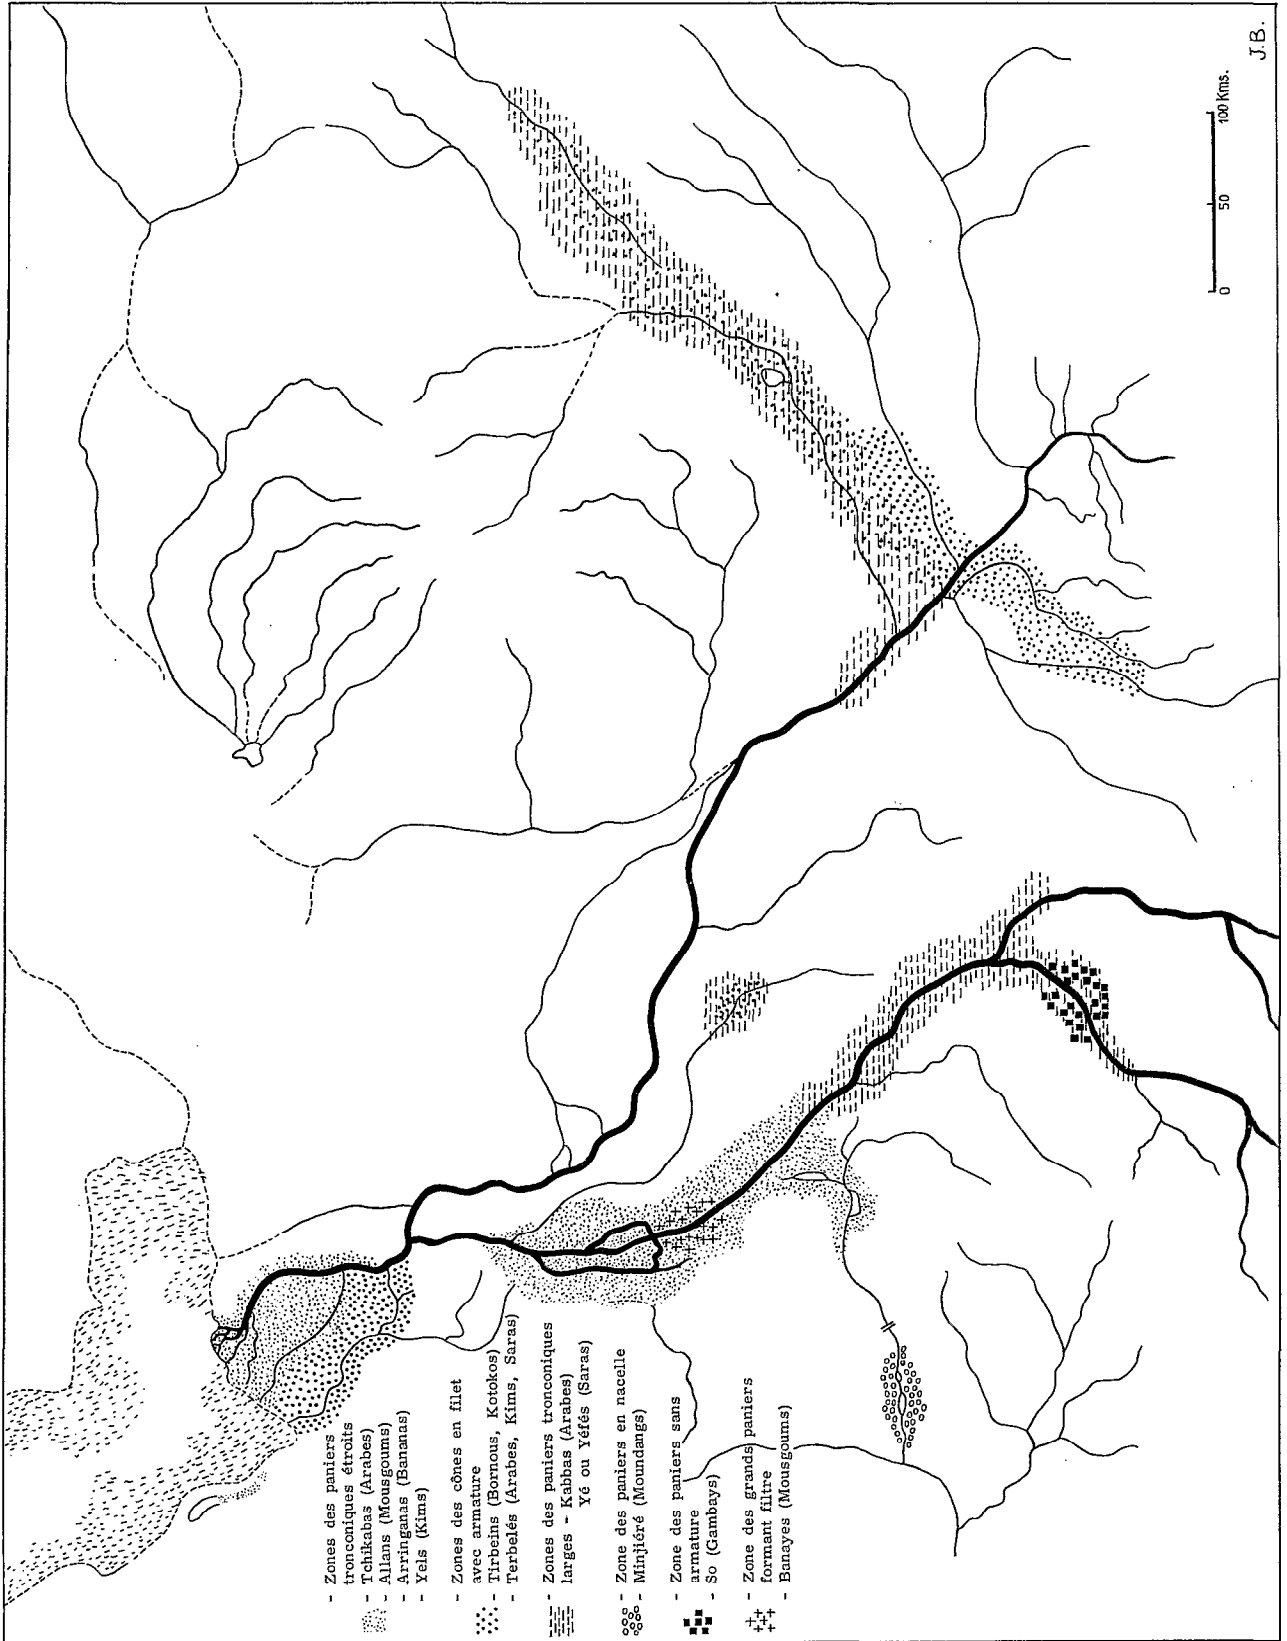 - Zones des paniers
tronconiques étroits
- Tchikabas (Arabes)
- Allans (Mousgoums)
- Arringanas (Bananas)
- Yels (Kims)
- Zones des cônes en filet
avec armature
- Tirbeins (Bornous, Kotokos)
- Terbelés (Arabes, Kims, Saras)
- Zones des paniers tronconiques
larges - Kabbas (Arabes)
Yé ou Yéfés (Saras)
- Zone des paniers en nacelle
- Minjiéré (Moundangs)
- Zone des paniers sans
armature
- So (Gambays)
- Zone des grands paniers
formant filtre
- Banayes (Mousgoums)
0 50 100 Kms.
J.B.